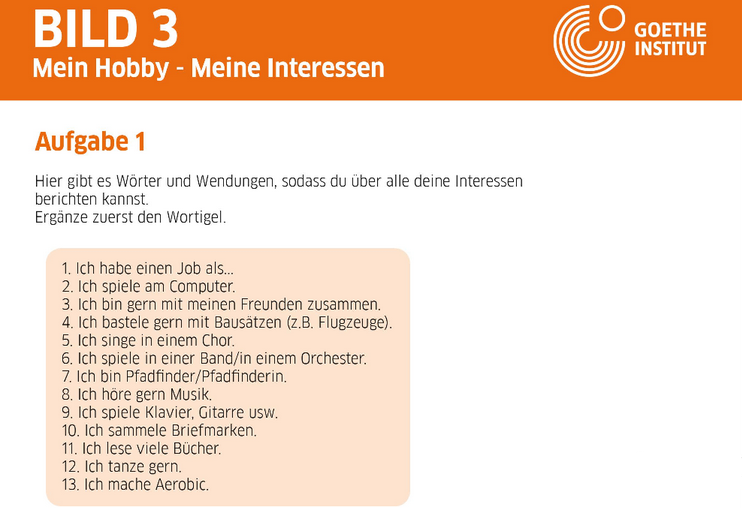 BILD 3
Mein Hobby - Meine Interessen
GOETHE
INSTITUT
Aufgabe 1
Hier gibt es Wörter und Wendungen, sodass du über alle deine Interessen
berichten kannst.
Ergänze zuerst den Wortigel.
1. Ich habe einen Job als...
2. Ich spiele am Computer.
3. Ich bin gern mit meinen Freunden zusammen.
4. Ich bastele gern mit Bausätzen (z.B. Flugzeuge).
5. Ich singe in einem Chor.
6. Ich spiele in einer Band/in einem Orchester.
7. Ich bin Pfadfinder/Pfadfinderin.
8. Ich höre gern Musik.
9. Ich spiele Klavier, Gitarre usw.
10. Ich sammele Briefmarken.
11. Ich lese viele Bücher.
12. Ich tanze gern.
13. Ich mache Aerobic.